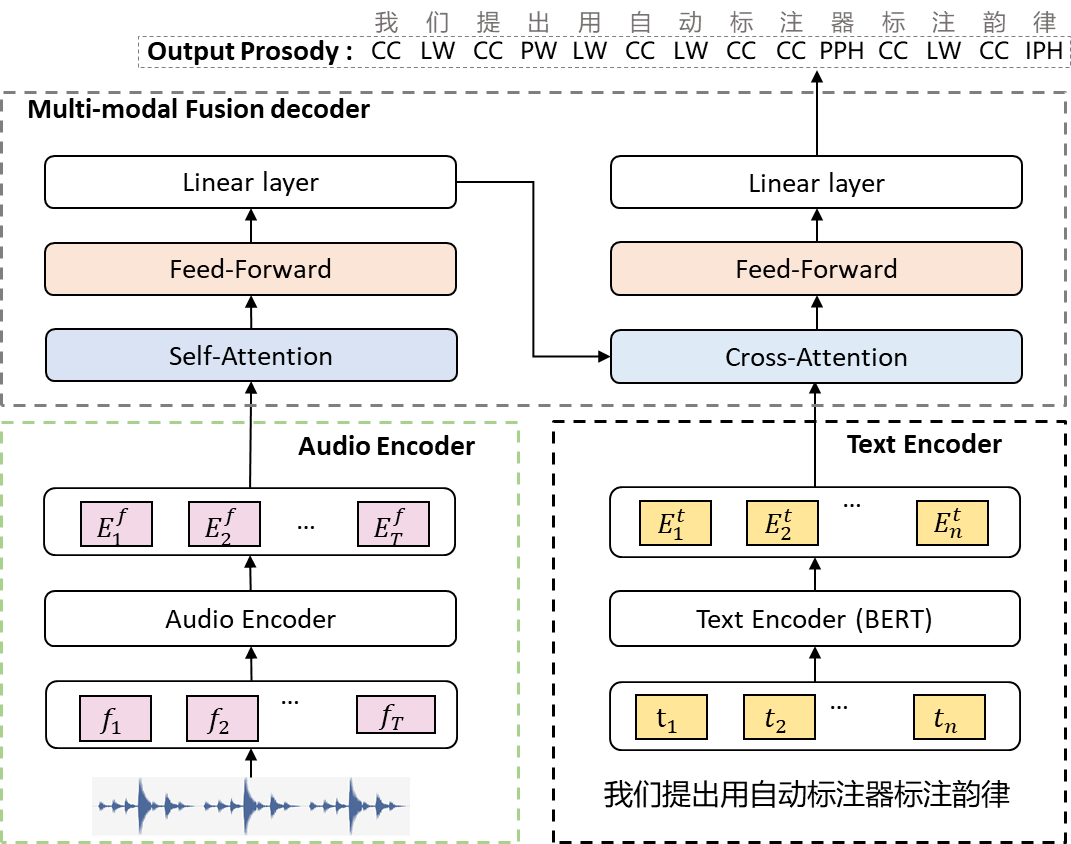 我 们 提 出 用 自 动 标 注 器 标 注 韵 律
Output Prosody : CC LW CC PW LW CC LW CC CC PPH CC LW CC IPH
Multi-modal Fusion decoder
Linear layer
Feed-Forward
Self-Attention
Linear layer
Feed-Forward
Cross-Attention
Audio Encoder
E_1^f E_2^f ... E_T^f
Audio Encoder
f_1 f_2 ... f_T
Text Encoder
E_1^t E_2^t ... E_n^t
Text Encoder (BERT)
t_1 t_2 ... t_n
我们提出用自动标注器标注韵律